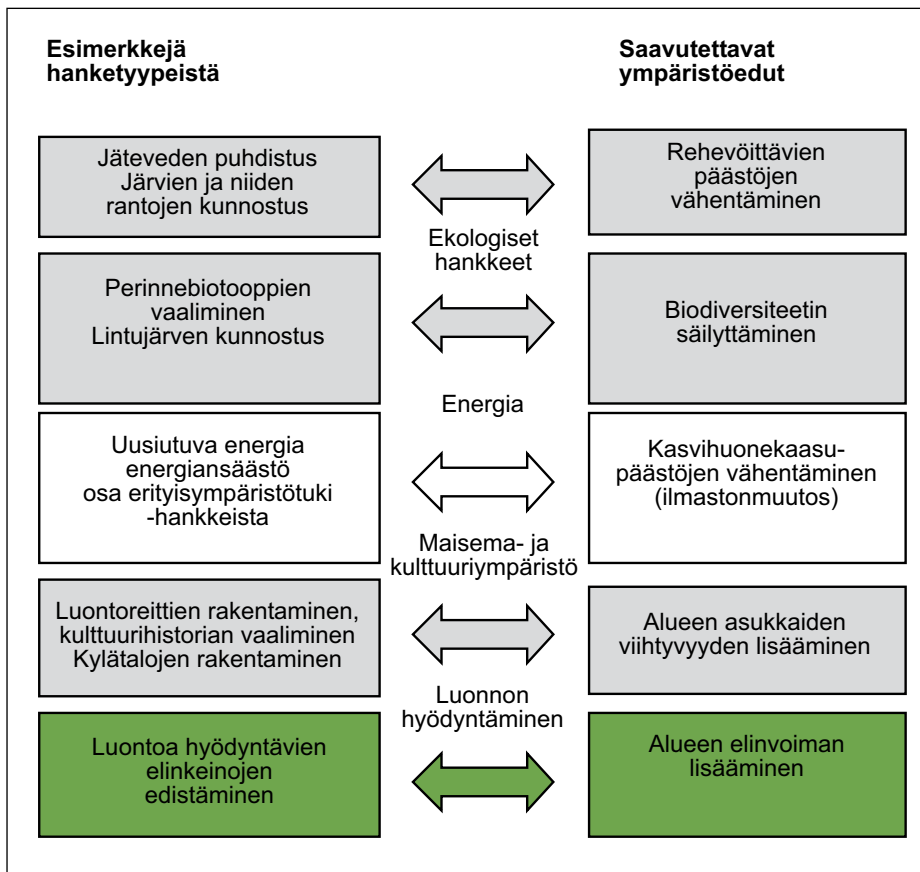 Esimerkkejä
hanketyypeistä
Saavutettavat
ympäristöedut
Jäteveden puhdistus
Järvien ja niiden
rantojen kunnostus
Rehevöittävien
päästöjen
vähentäminen
Ekologiset
hankkeet
Perinnebiotooppien
vaaliminen
Lintujärven kunnostus
Biodiversiteetin
säilyttäminen
Energia
Uusiutuva energia
energiansäästö
osa erityisympäristötuki
-hankkeista
Kasvihuonekaasu-
päästöjen vähentäminen
(ilmastonmuutos)
Maisema- ja
kulttuuriympäristö
Luontoreittien rakentaminen,
kulttuurihistorian vaaliminen
Kylätalojen rakentaminen
Alueen asukkaiden
viihtyvyyden lisääminen
Luonnon
hyödyntäminen
Luontoa hyödyntävien
elinkeinojen
edistäminen
Alueen elinvoiman
lisääminen